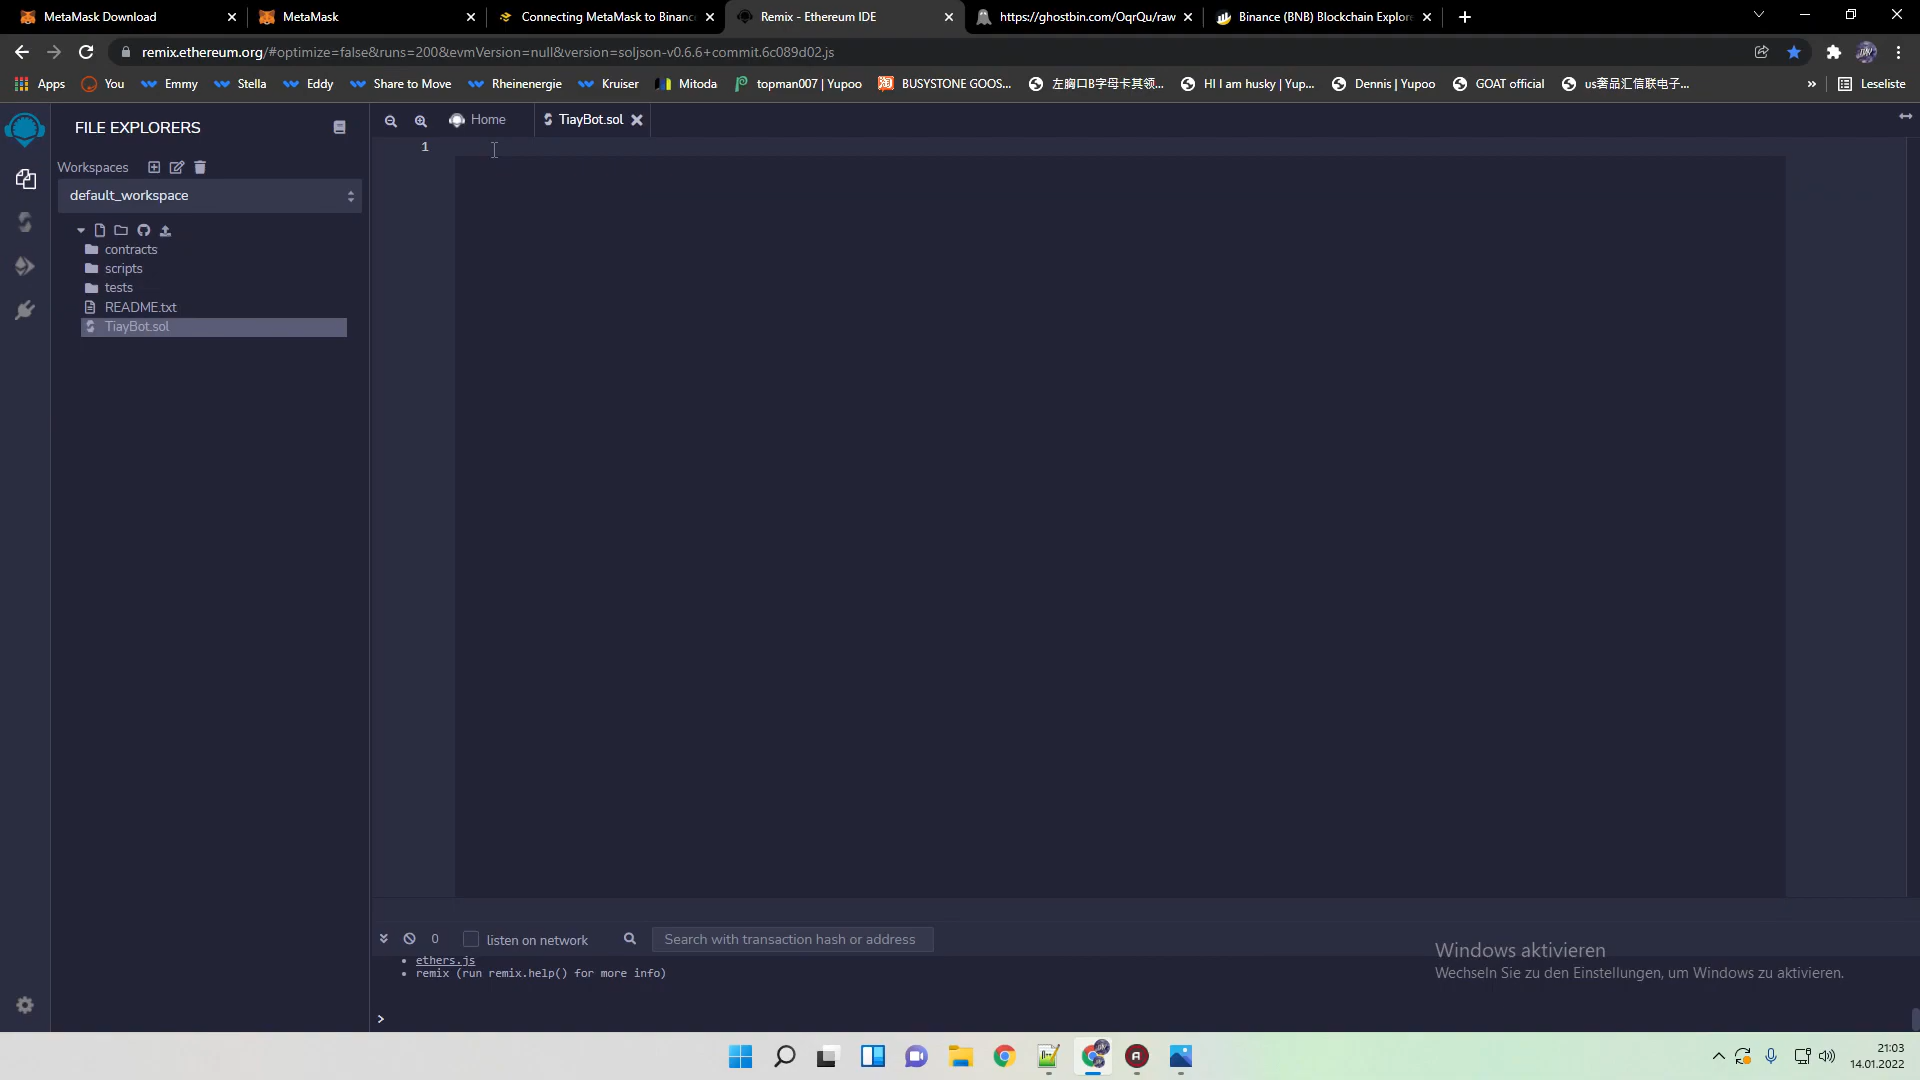 MetaMask Download
MetaMask
Connecting MetaMask to Binanc
Remix - Ethereum IDE
https://ghostbin.com/OqrQu/raw
Binance (BNB) Blockchain Explore
remix.ethereum.org/#optimize=false&runs=200&evmVersion=null&version=soljson-v0.6.6+commit.6c089d02.js
Apps
You
Emmy
Stella
Eddy
Share to Move
Rheinenergie
Kruiser
Mitoda
topman007 | Yupoo
BUSYSTONE GOOS...
左胸口B字母卡其领...
HI I am husky | Yup...
Dennis | Yupoo
GOAT official
us奢品汇信联电子...
»
Leseliste
FILE EXPLORERS
Home
TiayBot.sol
1
Workspaces
default_workspace
contracts
scripts
tests
README.txt
TiayBot.sol
0
listen on network
Search with transaction hash or address
ethers.js
remix (run remix.help() for more info)
>
Windows aktivieren
Wechseln Sie zu den Einstellungen, um Windows zu aktivieren.
21:03
14.01.2022